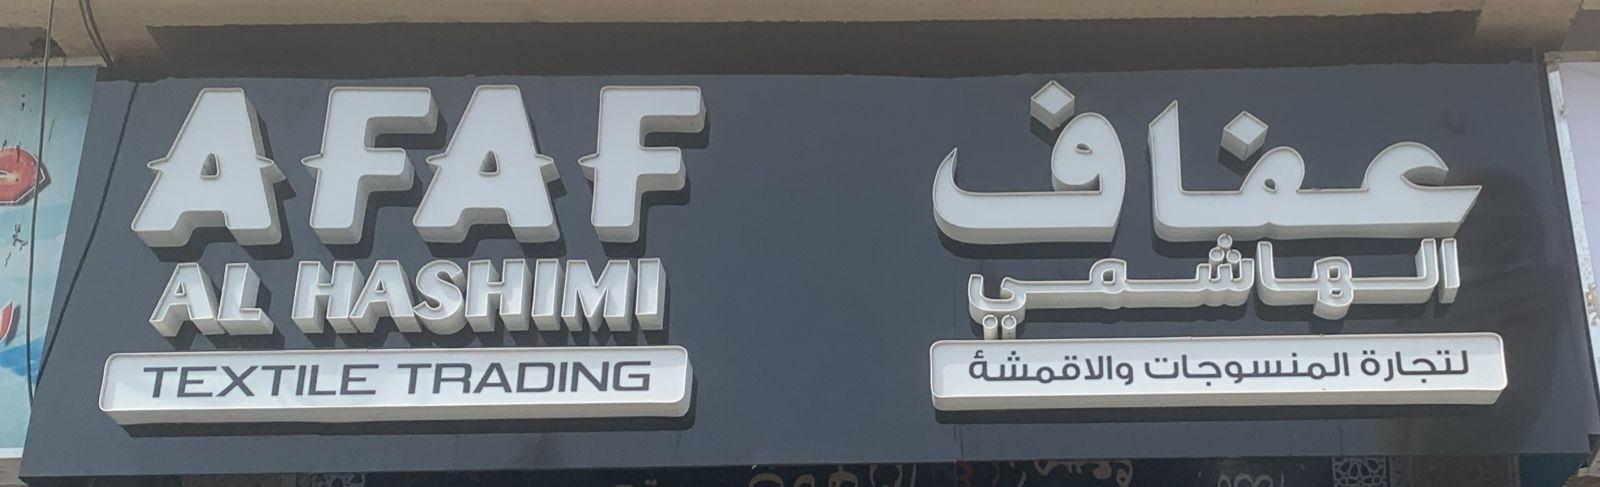 AFAF
AL HASHIMI
TEXTILE TRADING
عفاف
الهاشمي
لتجارة المنسوجات والاقمشة